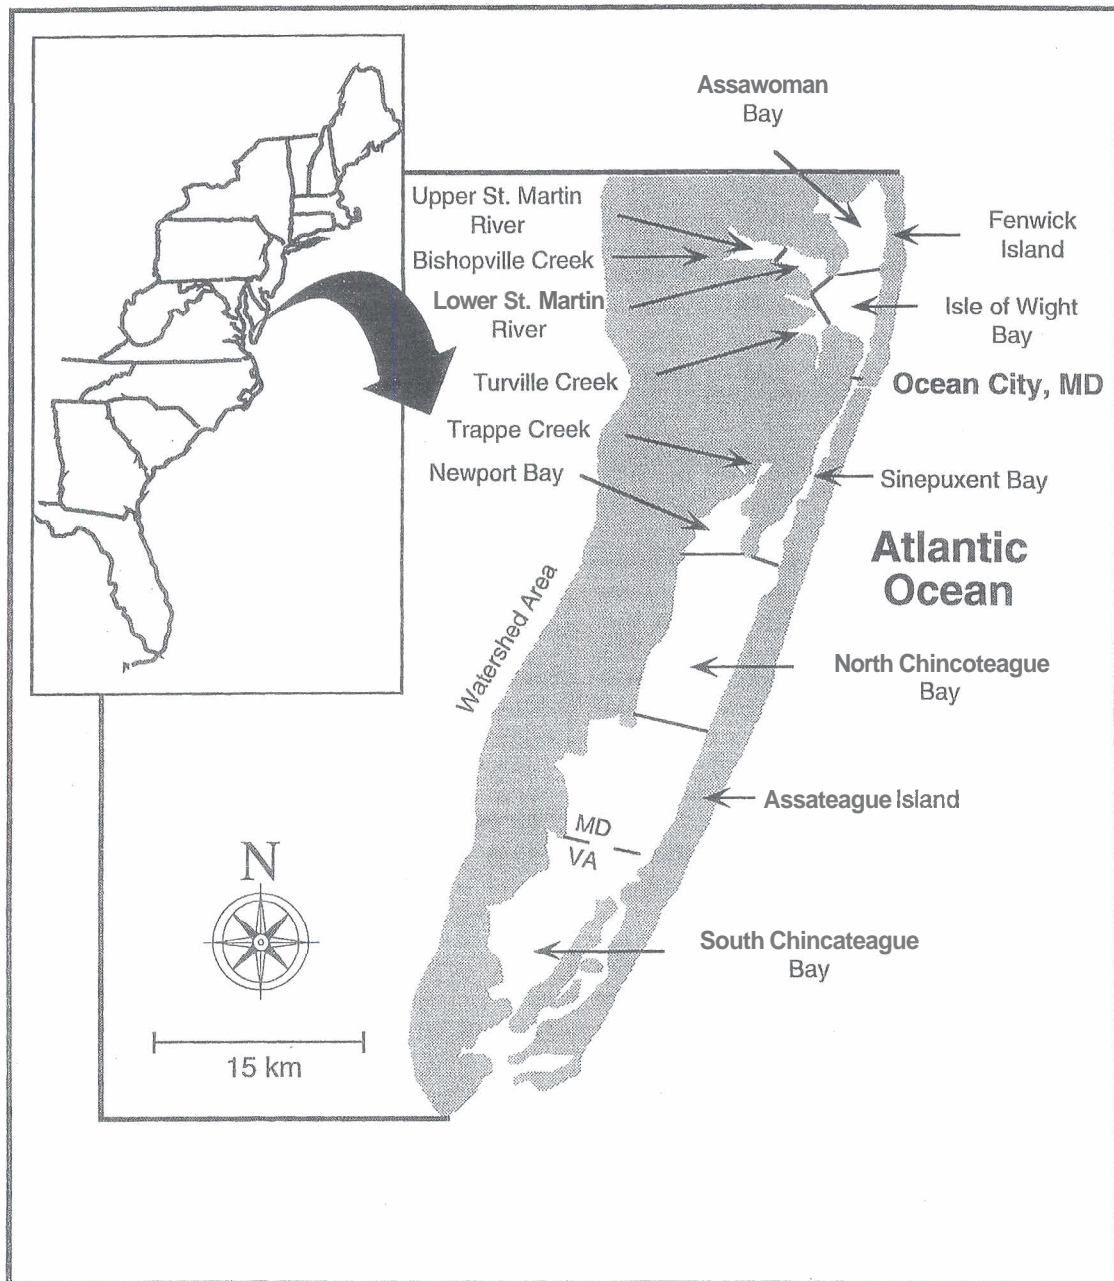 Assawoman
Bay
Upper St. Martin
River
Fenwick
Island
Bishopville Creek
Lower St. Martin
River
Isle of Wight
Bay
Turville Creek
Ocean City, MD
Trappe Creek
Newport Bay
Sinepuxent Bay
Atlantic
Ocean
Watershed Area
North Chincoteague
Bay
Assateague Island
MD
VA
N
South Chincateague
Bay
15 km